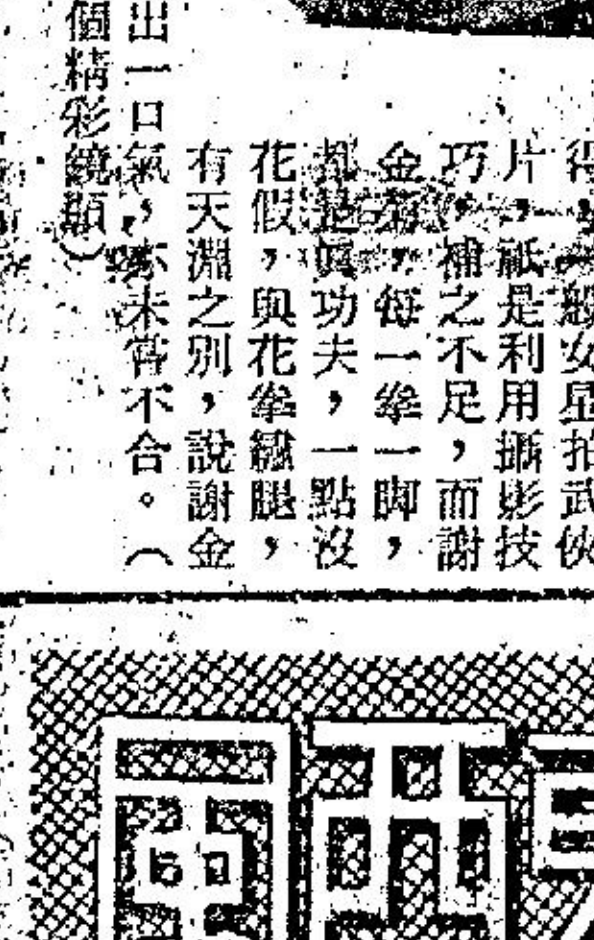 得，一般女星拍武俠
片，祇是利用攝影技
巧，補之不足，而謝
金菊，每一拳一脚，
都是眞功夫，一點沒
花假，與花拳繡腿，
有天淵之別，說謝金
出一口氣，亦未嘗不合。（
個精彩鏡頭）